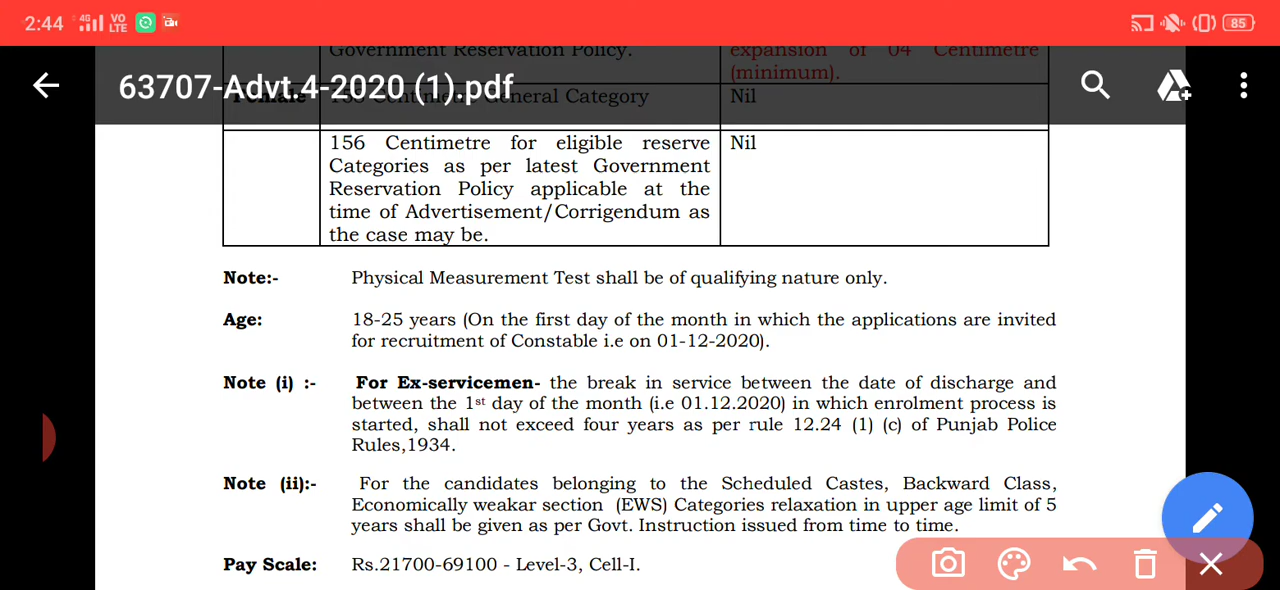 2:44 4G VO LTE 85
Government Reservation Policy. expansion of 04 Centimetre
(minimum).
63707-Advt.4-2020 (1).pdf
Female Centimetre General Category Nil
156 Centimetre for eligible reserve Nil
Categories as per latest Government
Reservation Policy applicable at the
time of Advertisement/Corrigendum as
the case may be.
Note:- Physical Measurement Test shall be of qualifying nature only.
Age: 18-25 years (On the first day of the month in which the applications are invited
for recruitment of Constable i.e on 01-12-2020).
Note (i) :- For Ex-servicemen- the break in service between the date of discharge and
between the 1st day of the month (i.e 01.12.2020) in which enrolment process is
started, shall not exceed four years as per rule 12.24 (1) (c) of Punjab Police
Rules,1934.
Note (ii):- For the candidates belonging to the Scheduled Castes, Backward Class,
Economically weakar section (EWS) Categories relaxation in upper age limit of 5
years shall be given as per Govt. Instruction issued from time to time.
Pay Scale: Rs.21700-69100 - Level-3, Cell-I.